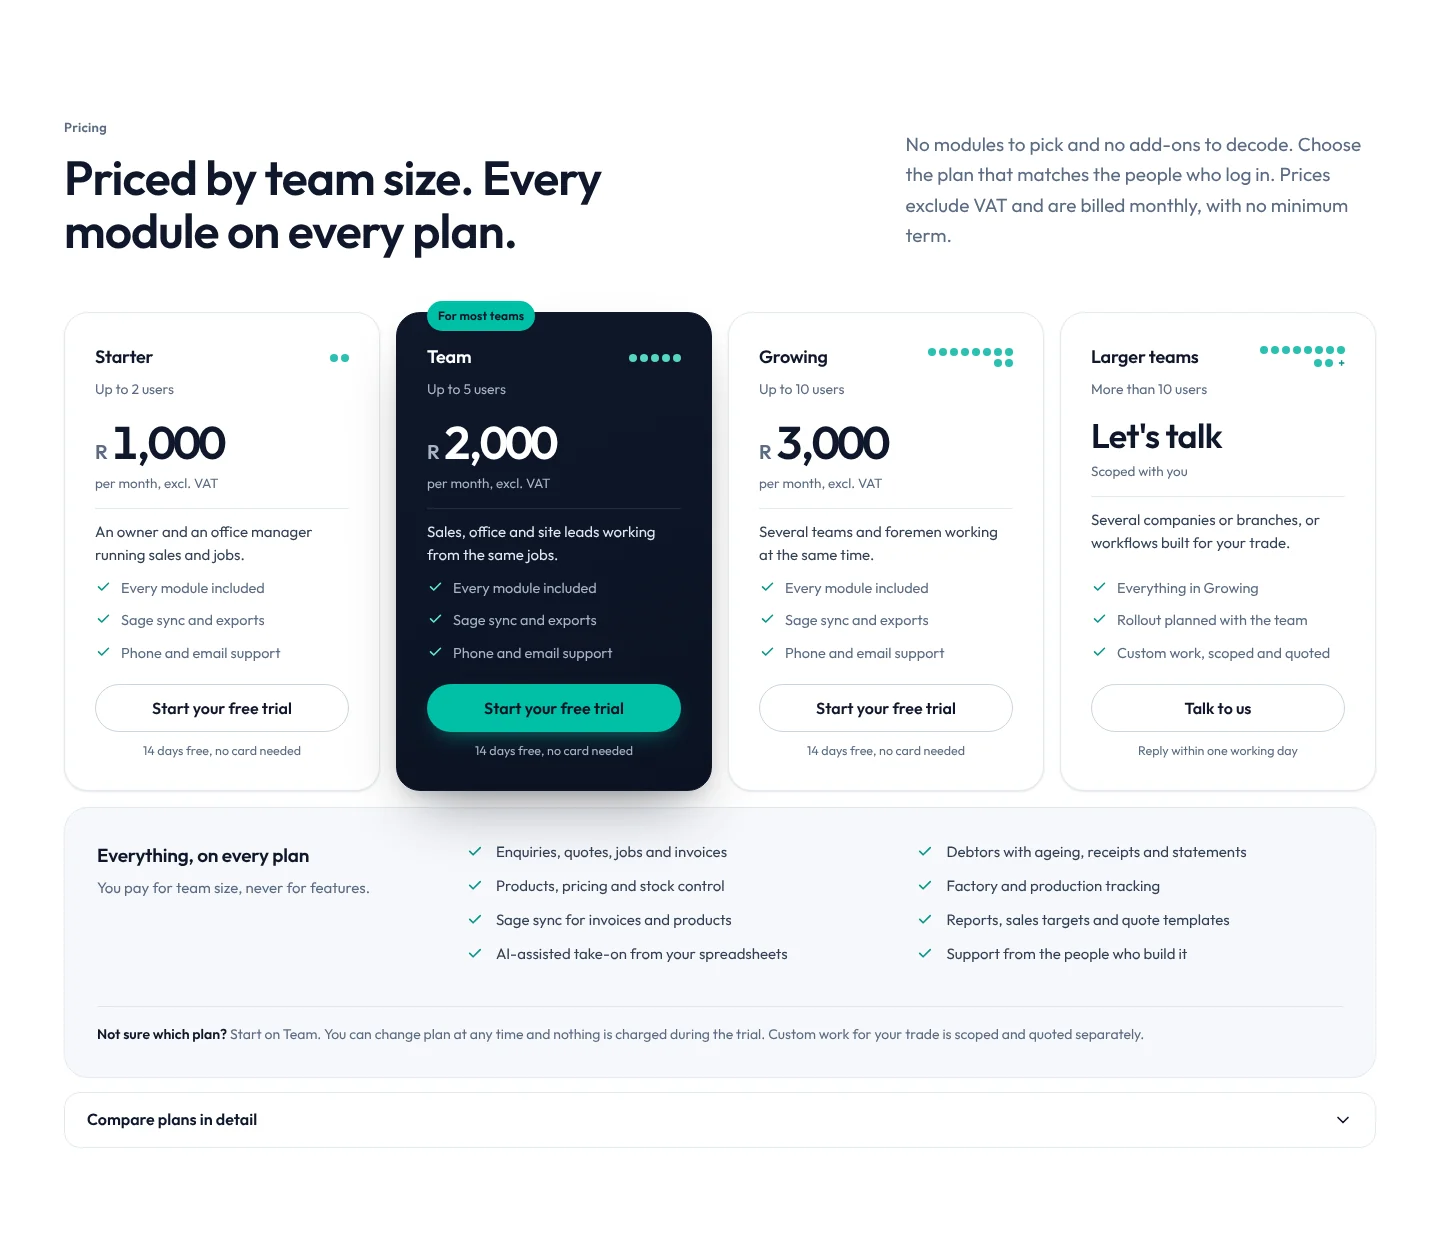 Pricing
Priced by team size. Every
module on every plan.
No modules to pick and no add-ons to decode. Choose
the plan that matches the people who log in. Prices
exclude VAT and are billed monthly, with no minimum
term.
Starter
Up to 2 users
R 1,000
per month, excl. VAT
An owner and an office manager
running sales and jobs.
Every module included
Sage sync and exports
Phone and email support
Start your free trial
14 days free, no card needed
For most teams
Team
Up to 5 users
R 2,000
per month, excl. VAT
Sales, office and site leads working
from the same jobs.
Every module included
Sage sync and exports
Phone and email support
Start your free trial
14 days free, no card needed
Growing
Up to 10 users
R 3,000
per month, excl. VAT
Several teams and foremen working
at the same time.
Every module included
Sage sync and exports
Phone and email support
Start your free trial
14 days free, no card needed
Larger teams
+
More than 10 users
Let's talk
Scoped with you
Several companies or branches, or
workflows built for your trade.
Everything in Growing
Rollout planned with the team
Custom work, scoped and quoted
Talk to us
Reply within one working day
Everything, on every plan
You pay for team size, never for features.
Enquiries, quotes, jobs and invoices
Products, pricing and stock control
Sage sync for invoices and products
AI-assisted take-on from your spreadsheets
Debtors with ageing, receipts and statements
Factory and production tracking
Reports, sales targets and quote templates
Support from the people who build it
Not sure which plan? Start on Team. You can change plan at any time and nothing is charged during the trial. Custom work for your trade is scoped and quoted separately.
Compare plans in detail